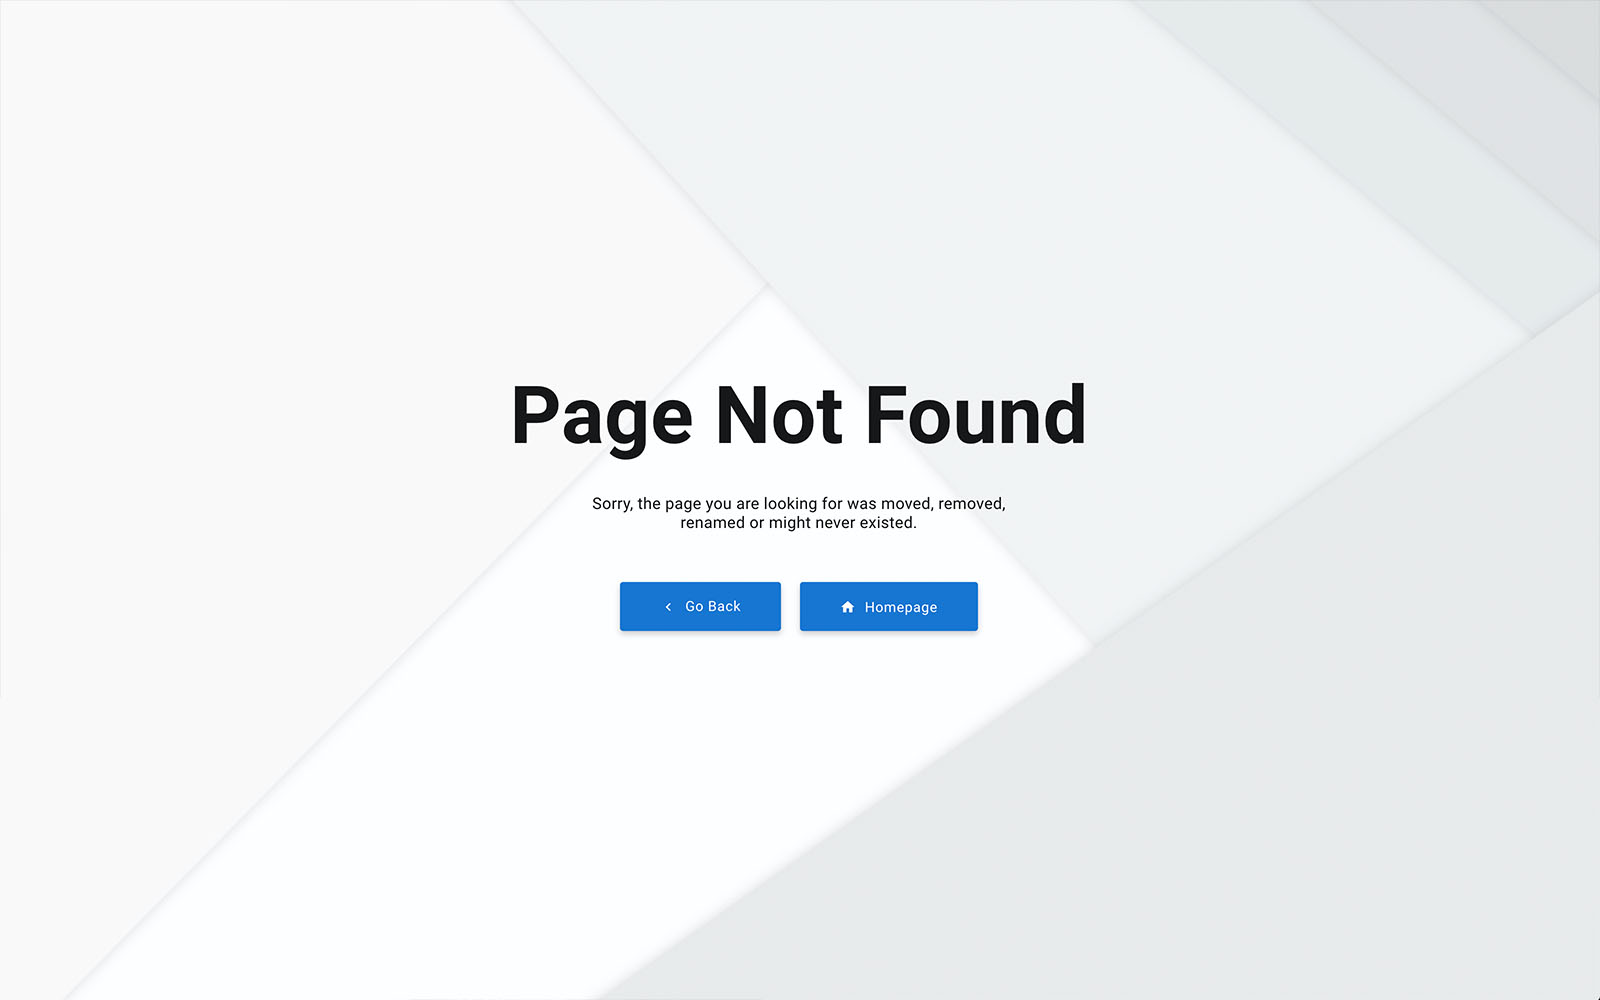 Page Not Found
Sorry, the page you are looking for was moved, removed,
renamed or might never existed.
Go Back
Homepage